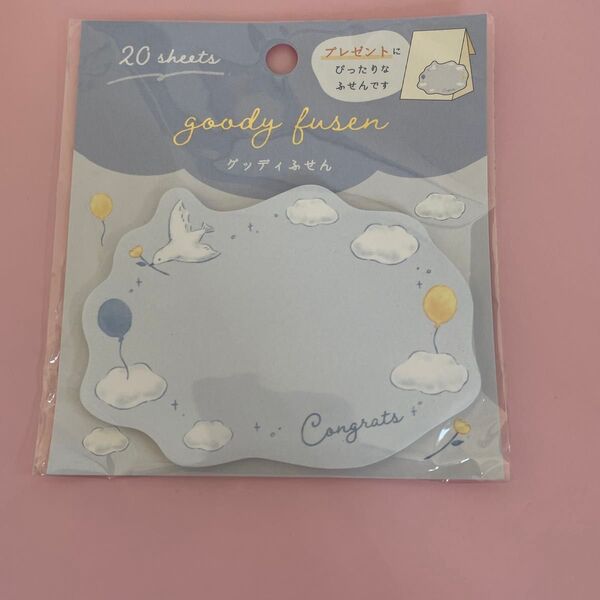 20 sheets
プレゼントに
ぴったりな
ふせんです
goody fusen
グッディふせん
Congrats